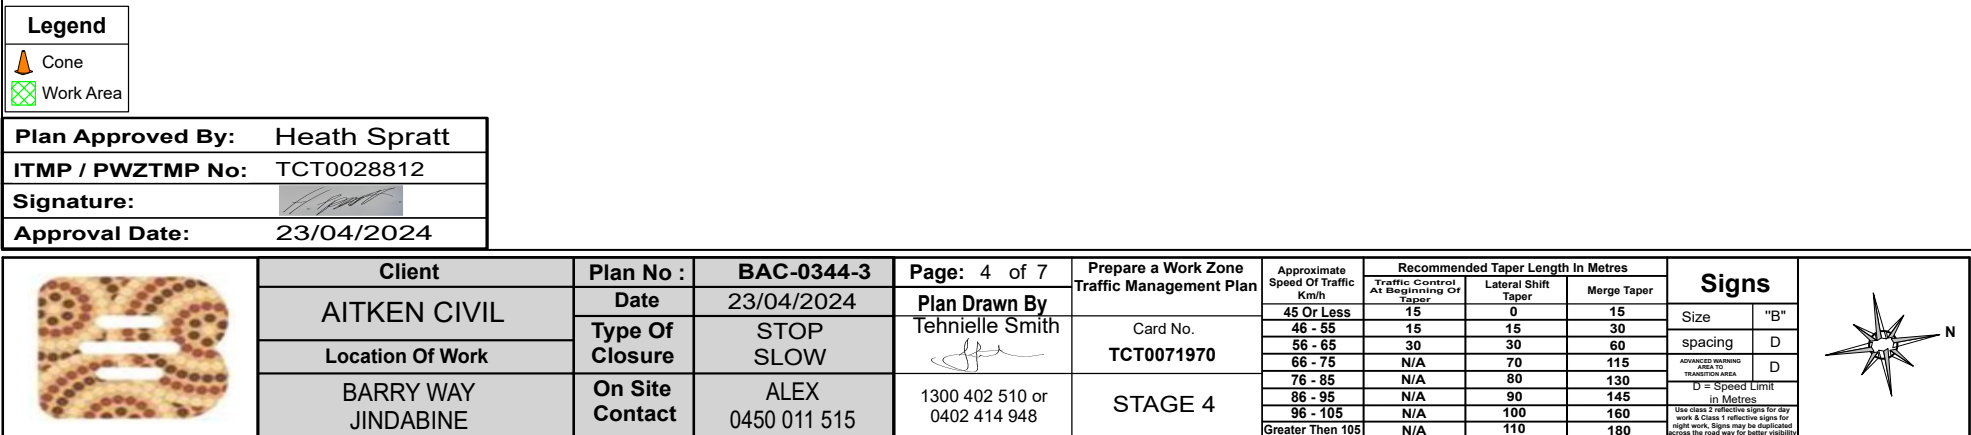 Legend
Cone
Work Area
Plan Approved By: Heath Spratt
ITMP / PWZTMP No: TCT0028812
Signature:
Approval Date: 23/04/2024
Client
AITKEN CIVIL
Location Of Work
BARRY WAY
JINDABINE
Plan No : BAC-0344-3
Date 23/04/2024
Type Of Closure STOP SLOW
On Site Contact ALEX 0450 011 515
Page: 4 of 7
Plan Drawn By
Tehnielle Smith
1300 402 510 or
0402 414 948
Prepare a Work Zone
Traffic Management Plan
Card No.
TCT0071970
STAGE 4
Approximate Speed Of Traffic Km/h
Recommended Taper Length In Metres
Traffic Control At Beginning Of Taper
Lateral Shift Taper
Merge Taper
45 Or Less 15 0 15
46 - 55 15 15 30
56 - 65 30 30 60
66 - 75 N/A 70 115
76 - 85 N/A 80 130
86 - 95 N/A 90 145
96 - 105 N/A 100 160
Greater Then 105 N/A 110 180
Signs
Size "B"
spacing D
ADVANCED WARNING AREA TO TRANSITION AREA D
D = Speed Limit
in Metres
Use class 2 reflective signs for day
work & Class 1 reflective signs for
night work, Signs may be duplicated
across the road way for better visibility
N